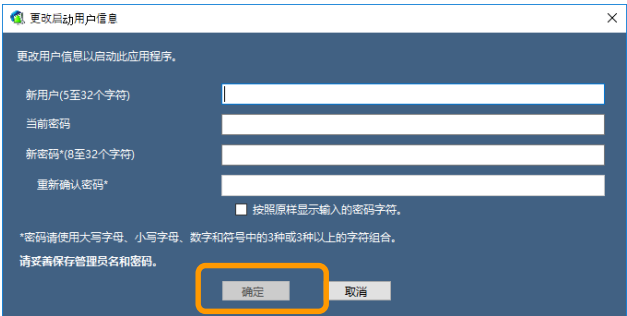 更改启动用户信息
更改用户信息以启动此应用程序。
新用户(5至32个字符)
当前密码
新密码*(8至32个字符)
重新确认密码*
按照原样显示输入的密码字符。
*密码请使用大写字母、小写字母、数字和符号中的3种或3种以上的字符组合。
请妥善保存管理员名和密码。
确定 取消